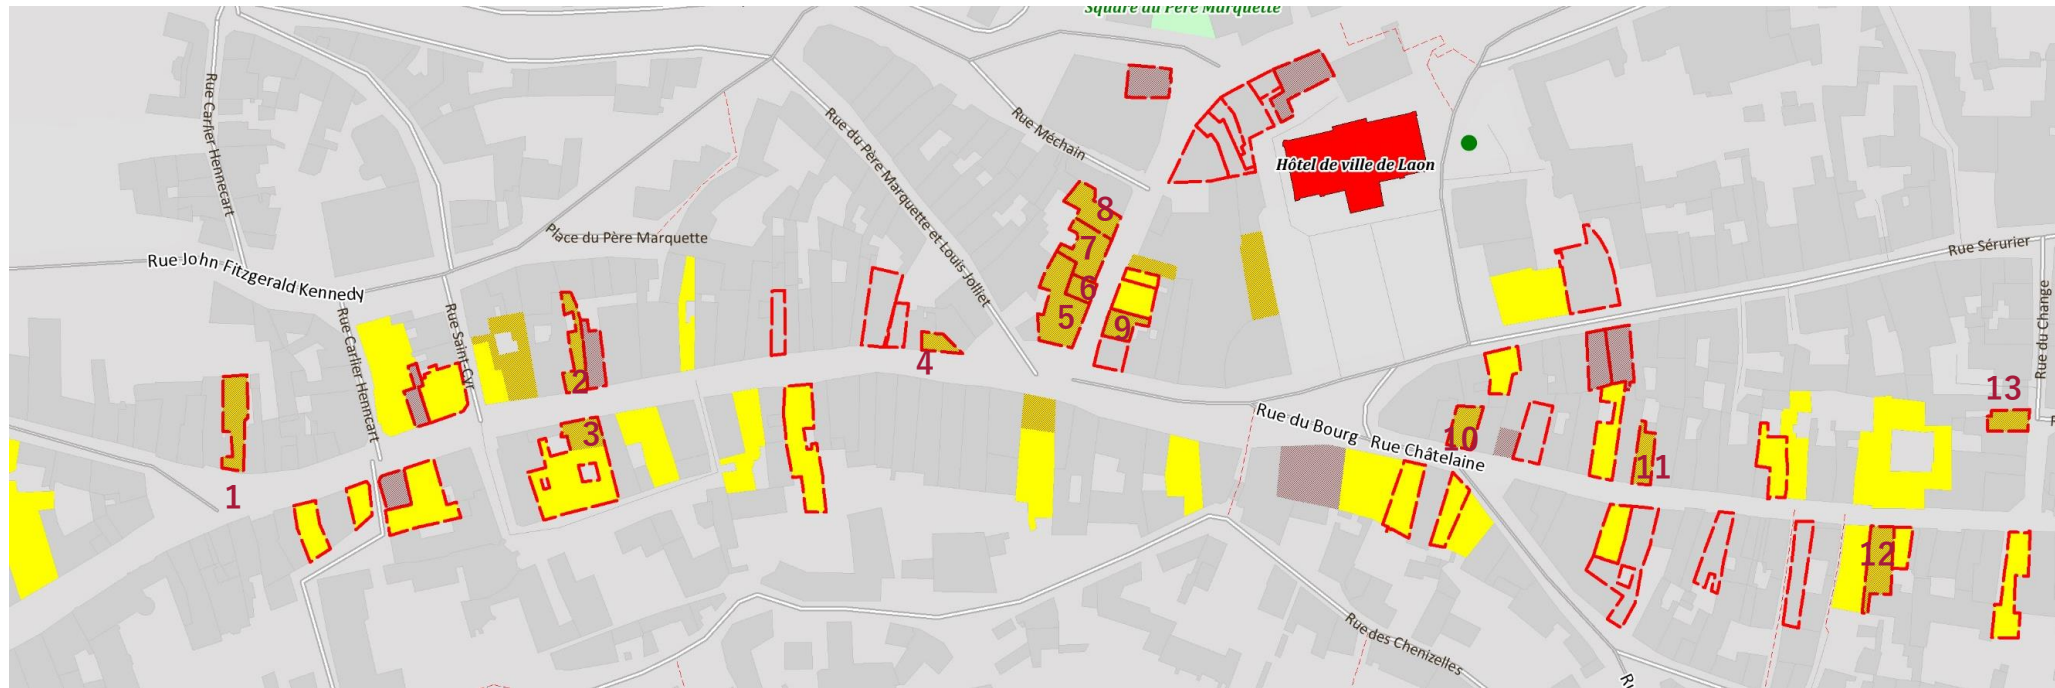 Square du Père Marquette
Rue Carlier Hennecart
Rue du Père Marquette et Louis Jolliet
Rue Méchain
Hôtel de ville de Laon
8
Place du Père Marquette
7
Rue Sérurier
Rue John Fitzgerald Kennedy
6
Rue du Change
5
9
Rue Saint-Cyr
Rue Carlier Henncart
4
2
13
Rue du Bourg
3
10
Rue Châtelaine
11
1
12
Rue des Chenizelles